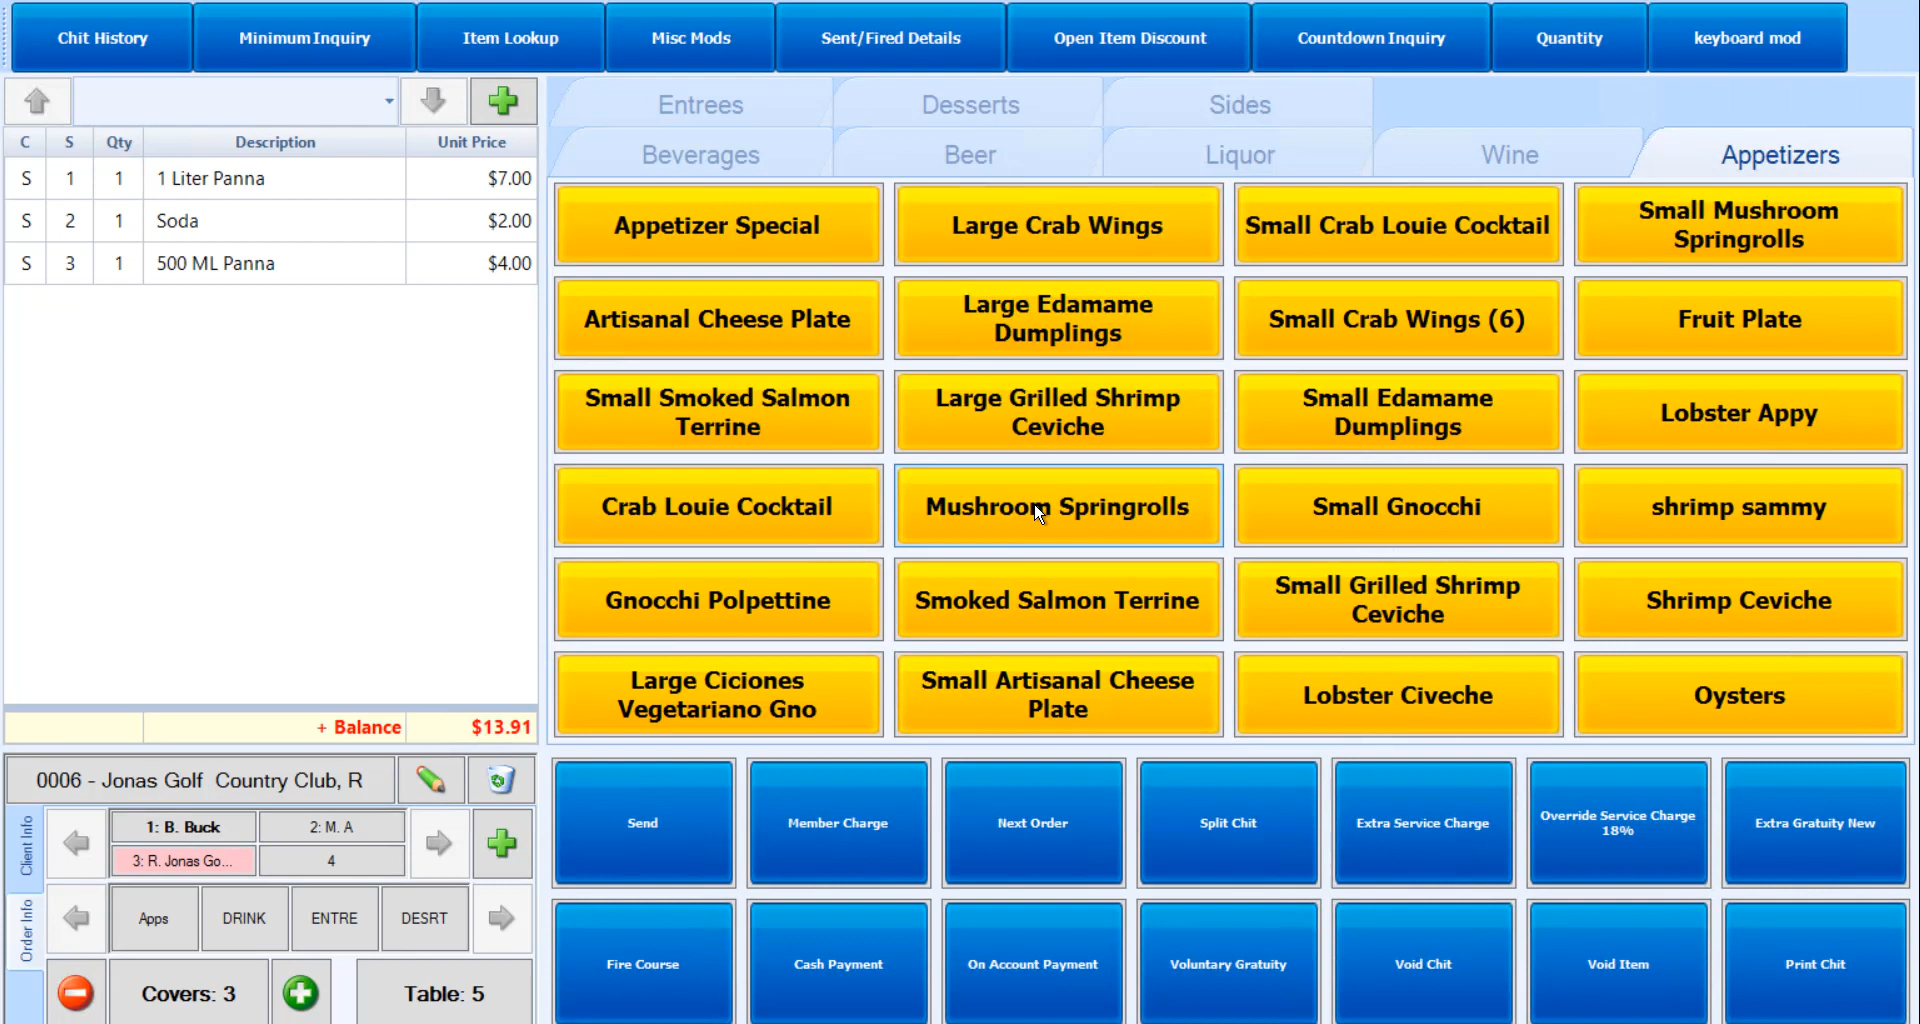 Chit History
Minimum Inquiry
Item Lookup
Misc Mods
Sent/Fired Details
Open Item Discount
Countdown Inquiry
Quantity
keyboard mod
C S Qty Description Unit Price
S 1 1 1 Liter Panna $7.00
S 2 1 Soda $2.00
S 3 1 500 ML Panna $4.00
+ Balance $13.91
Entrees
Desserts
Sides
Beverages
Beer
Liquor
Wine
Appetizers
Appetizer Special
Large Crab Wings
Small Crab Louie Cocktail
Small Mushroom
Springrolls
Artisanal Cheese Plate
Large Edamame
Dumplings
Small Crab Wings (6)
Fruit Plate
Small Smoked Salmon
Terrine
Large Grilled Shrimp
Ceviche
Small Edamame
Dumplings
Lobster Appy
Crab Louie Cocktail
Mushroom Springrolls
Small Gnocchi
shrimp sammy
Gnocchi Polpettine
Smoked Salmon Terrine
Small Grilled Shrimp
Ceviche
Shrimp Ceviche
Large Ciciones
Vegetariano Gno
Small Artisanal Cheese
Plate
Lobster Civeche
Oysters
0006 - Jonas Golf Country Club, R
Client Info
1: B. Buck
2: M. A
3: R. Jonas Go...
4
Order Info
Apps
DRINK
ENTRE
DESRT
Covers: 3
Table: 5
Send
Member Charge
Next Order
Split Chit
Extra Service Charge
Override Service Charge
18%
Extra Gratuity New
Fire Course
Cash Payment
On Account Payment
Voluntary Gratuity
Void Chit
Void Item
Print Chit